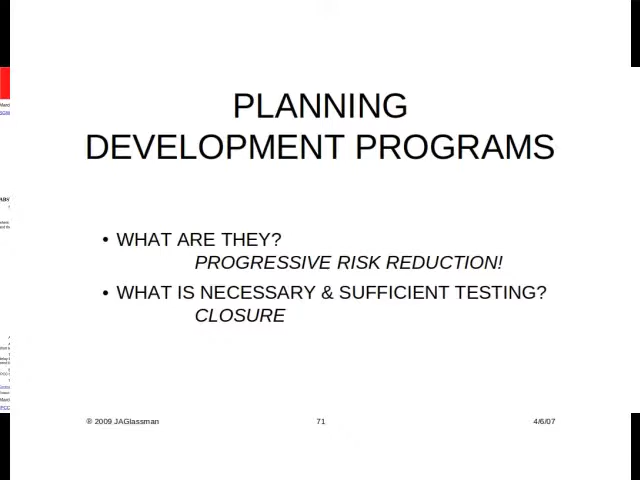 PLANNING
DEVELOPMENT PROGRAMS
• WHAT ARE THEY?
PROGRESSIVE RISK REDUCTION!
• WHAT IS NECESSARY & SUFFICIENT TESTING?
CLOSURE
© 2009 JAGlassman 71 4/6/07